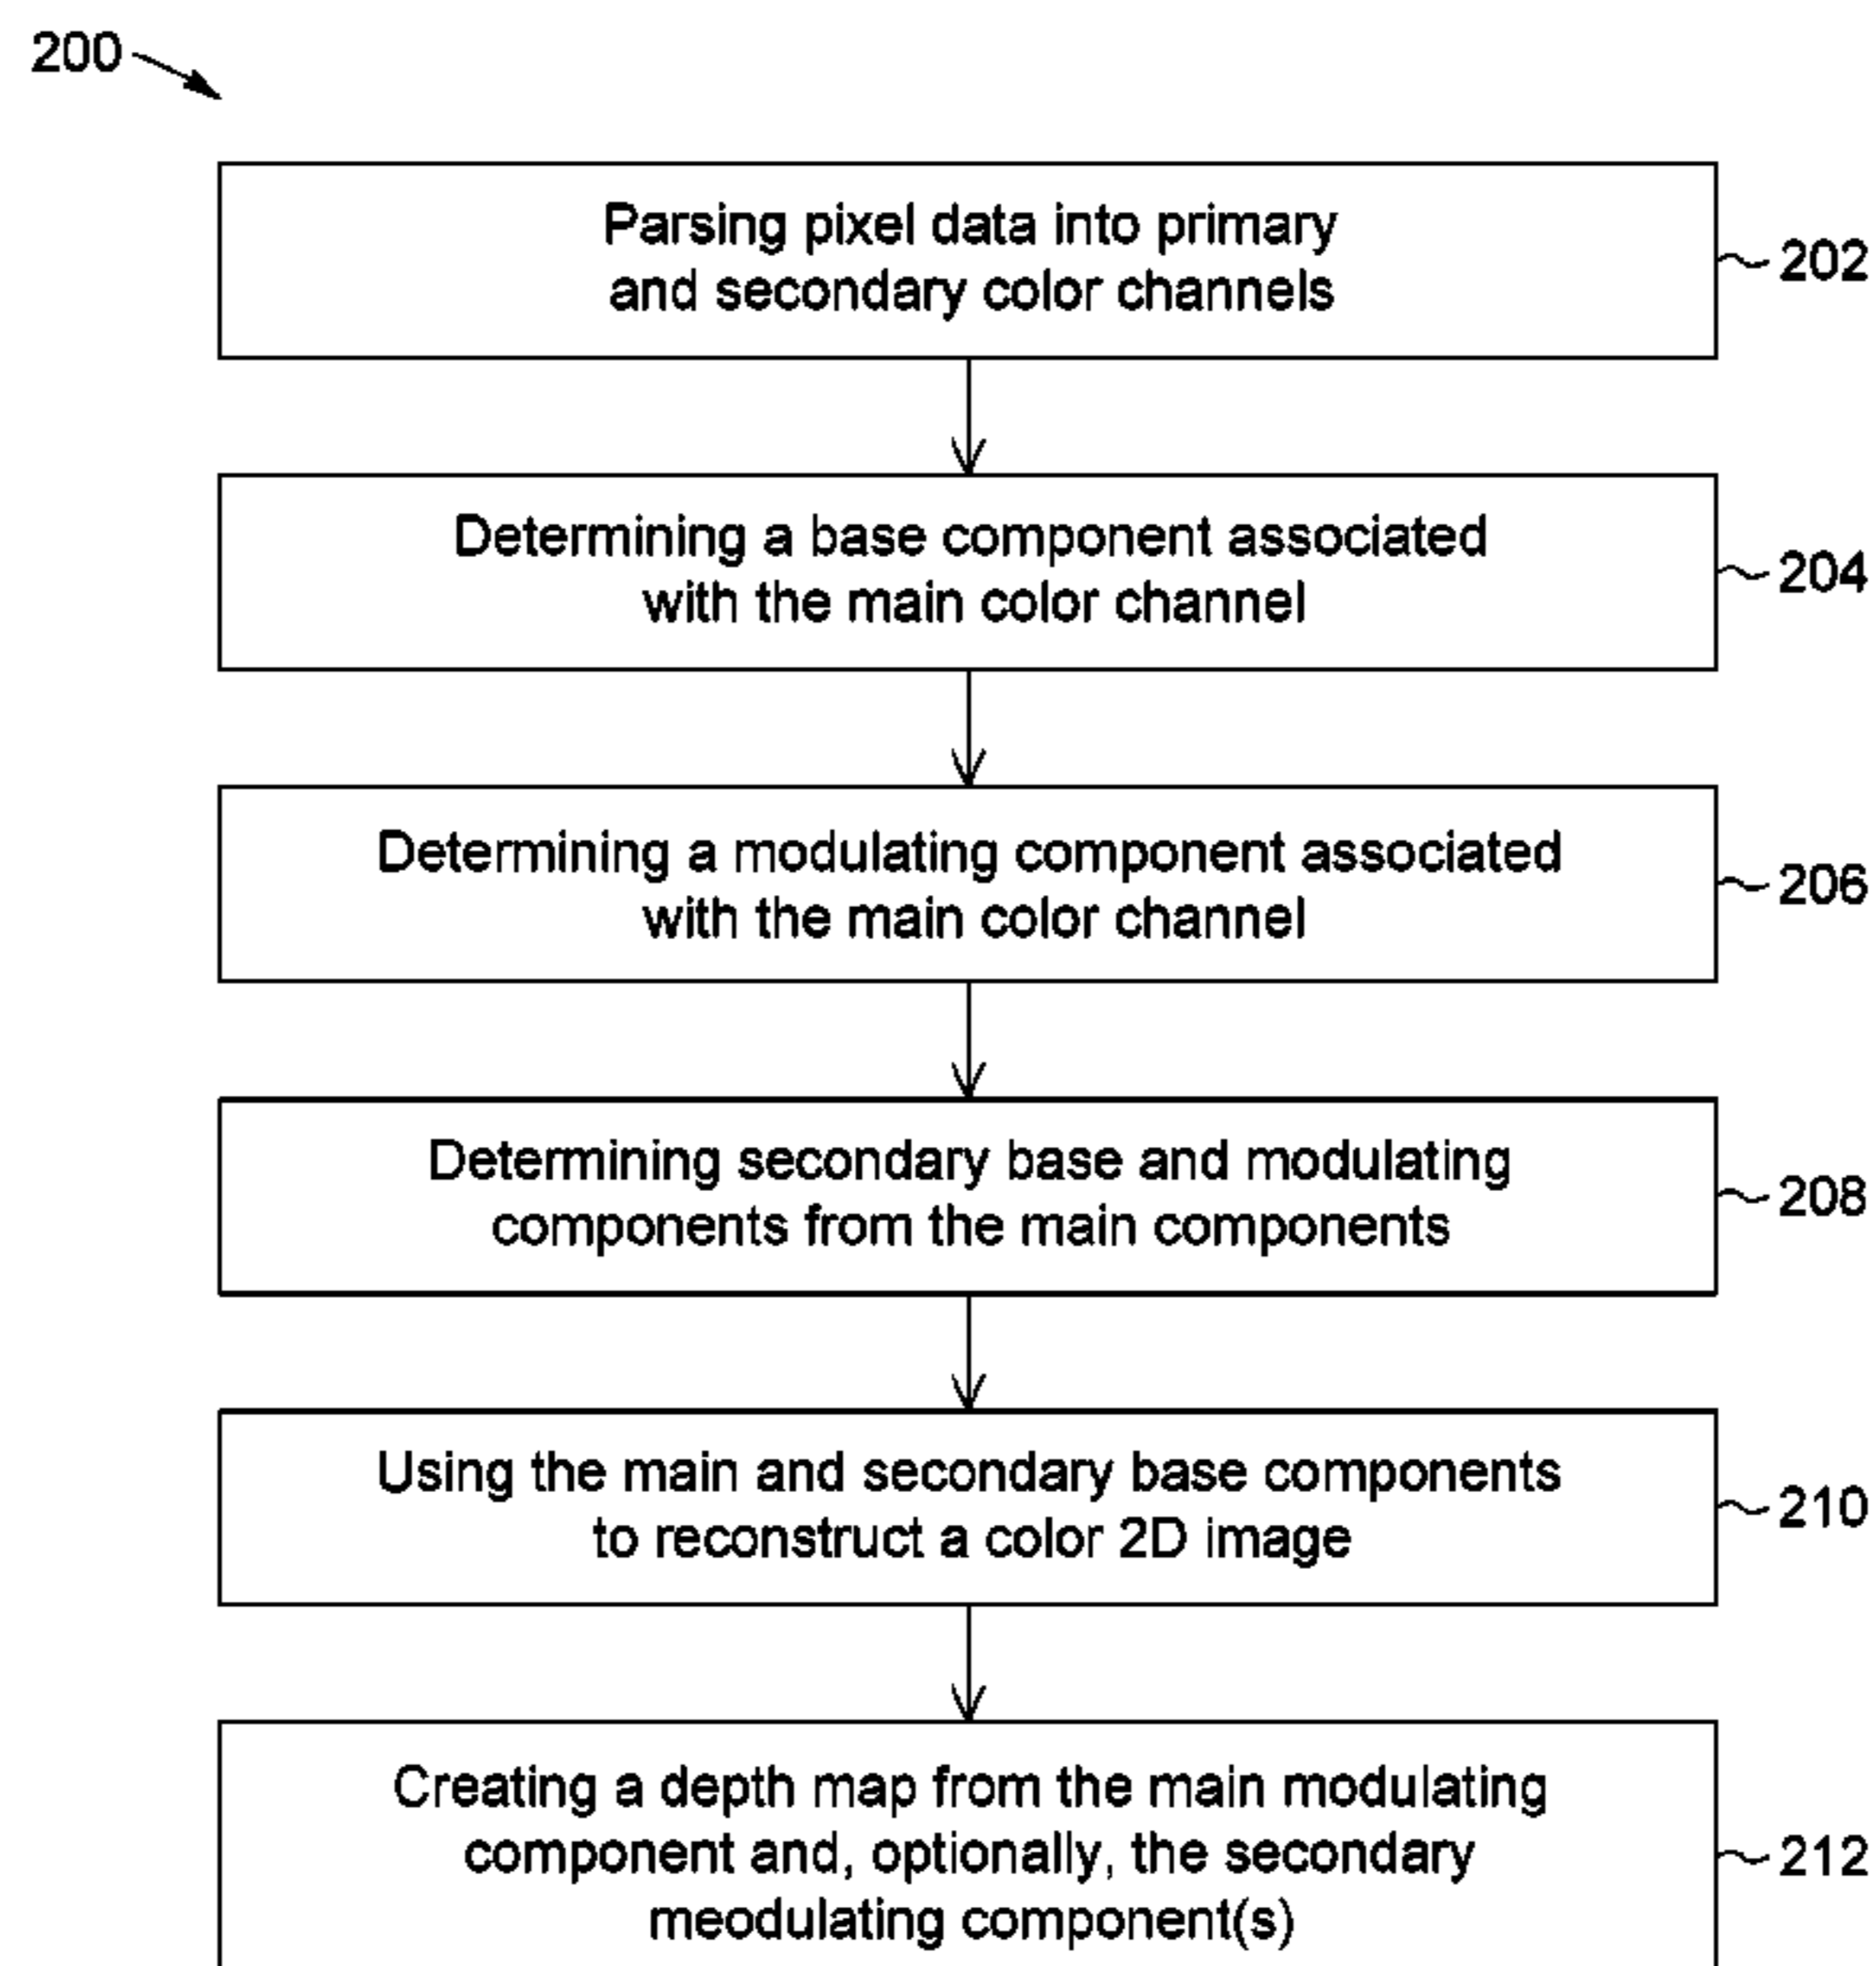 200
Parsing pixel data into primary
and secondary color channels
202
Determining a base component associated
with the main color channel
204
Determining a modulating component associated
with the main color channel
206
Determining secondary base and modulating
components from the main components
208
Using the main and secondary base components
to reconstruct a color 2D image
210
Creating a depth map from the main modulating
component and, optionally, the secondary
meodulating component(s)
212